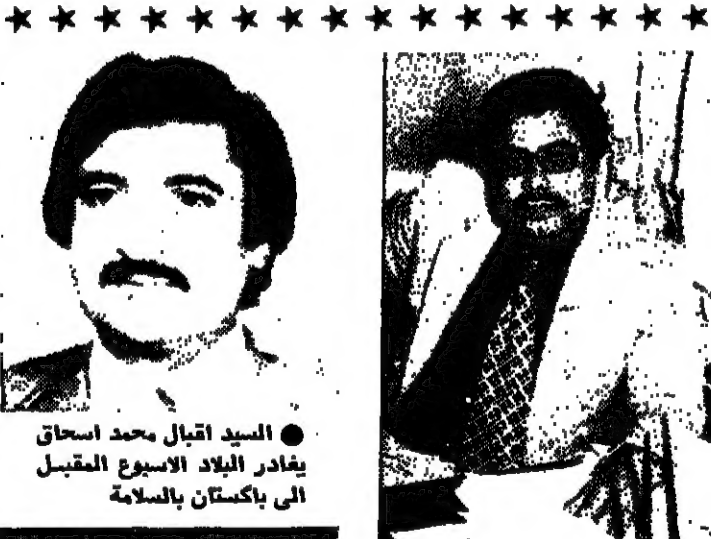 ● السيد اقبال محمد اسحاق
يغادر البلاد الاسبوع المقبل
الى باكستان بالسلامة